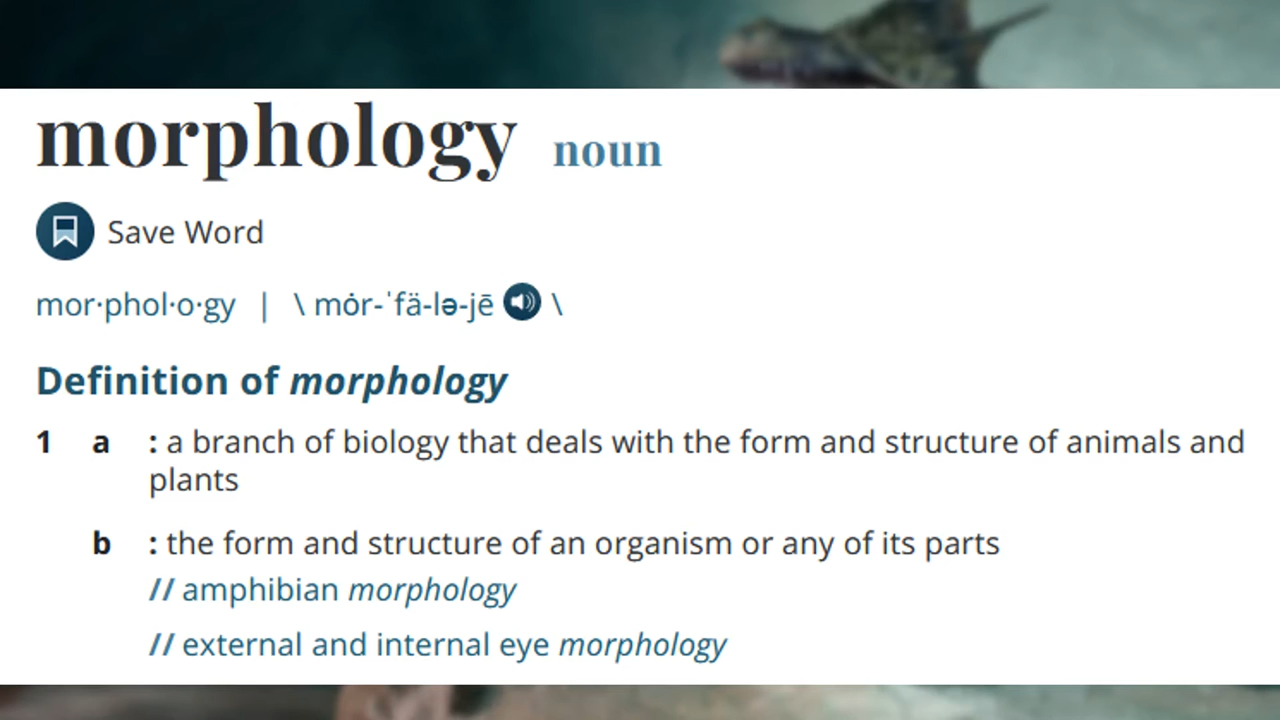 morphology noun
Save Word
mor·phol·o·gy | \ mȯr-ˈfä-lə-jē \
Definition of morphology
1 a : a branch of biology that deals with the form and structure of animals and
plants
b : the form and structure of an organism or any of its parts
// amphibian morphology
// external and internal eye morphology